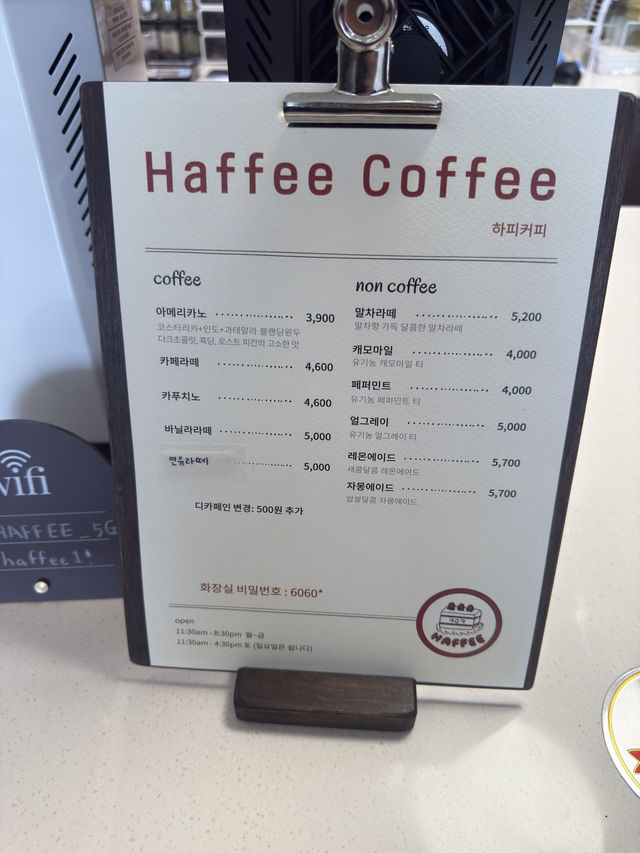 Haffee Coffee
하피커피
coffee
아메리카노 3,900
코스타리카+인도+과테말라 블랜딩원두
다크초콜릿, 흑당, 로스트 피칸의 고소한 맛
카페라떼 4,600
카푸치노 4,600
바닐라라떼 5,000
연유라떼 5,000
디카페인 변경: 500원 추가
non coffee
말차라떼 5,200
말차향 가득 달콤한 말차라떼
캐모마일 4,000
유기농 캐모마일 티
페퍼민트 4,000
유기농 페퍼민트 티
얼그레이 5,000
유기농 얼그레이 티
레몬에이드 5,700
새콤달콤 레몬에이드
자몽에이드 5,700
쌉쌀달콤 자몽에이드
화장실 비밀번호 : 6060*
open
11:30am - 8:30pm 월-금
11:30am - 4:30pm 토 (일요일은 쉽니다)
HAFFEE
wifi
HAFFEE_5G
haffee1!